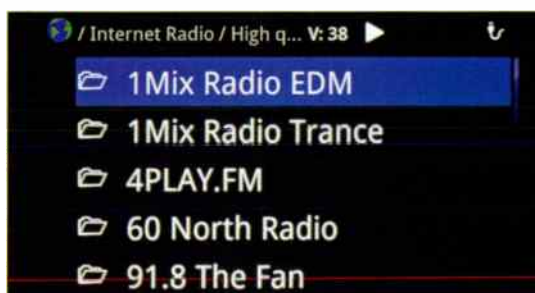 / Internet Radio / High q... V: 38
1Mix Radio EDM
1Mix Radio Trance
4PLAY.FM
60 North Radio
91.8 The Fan